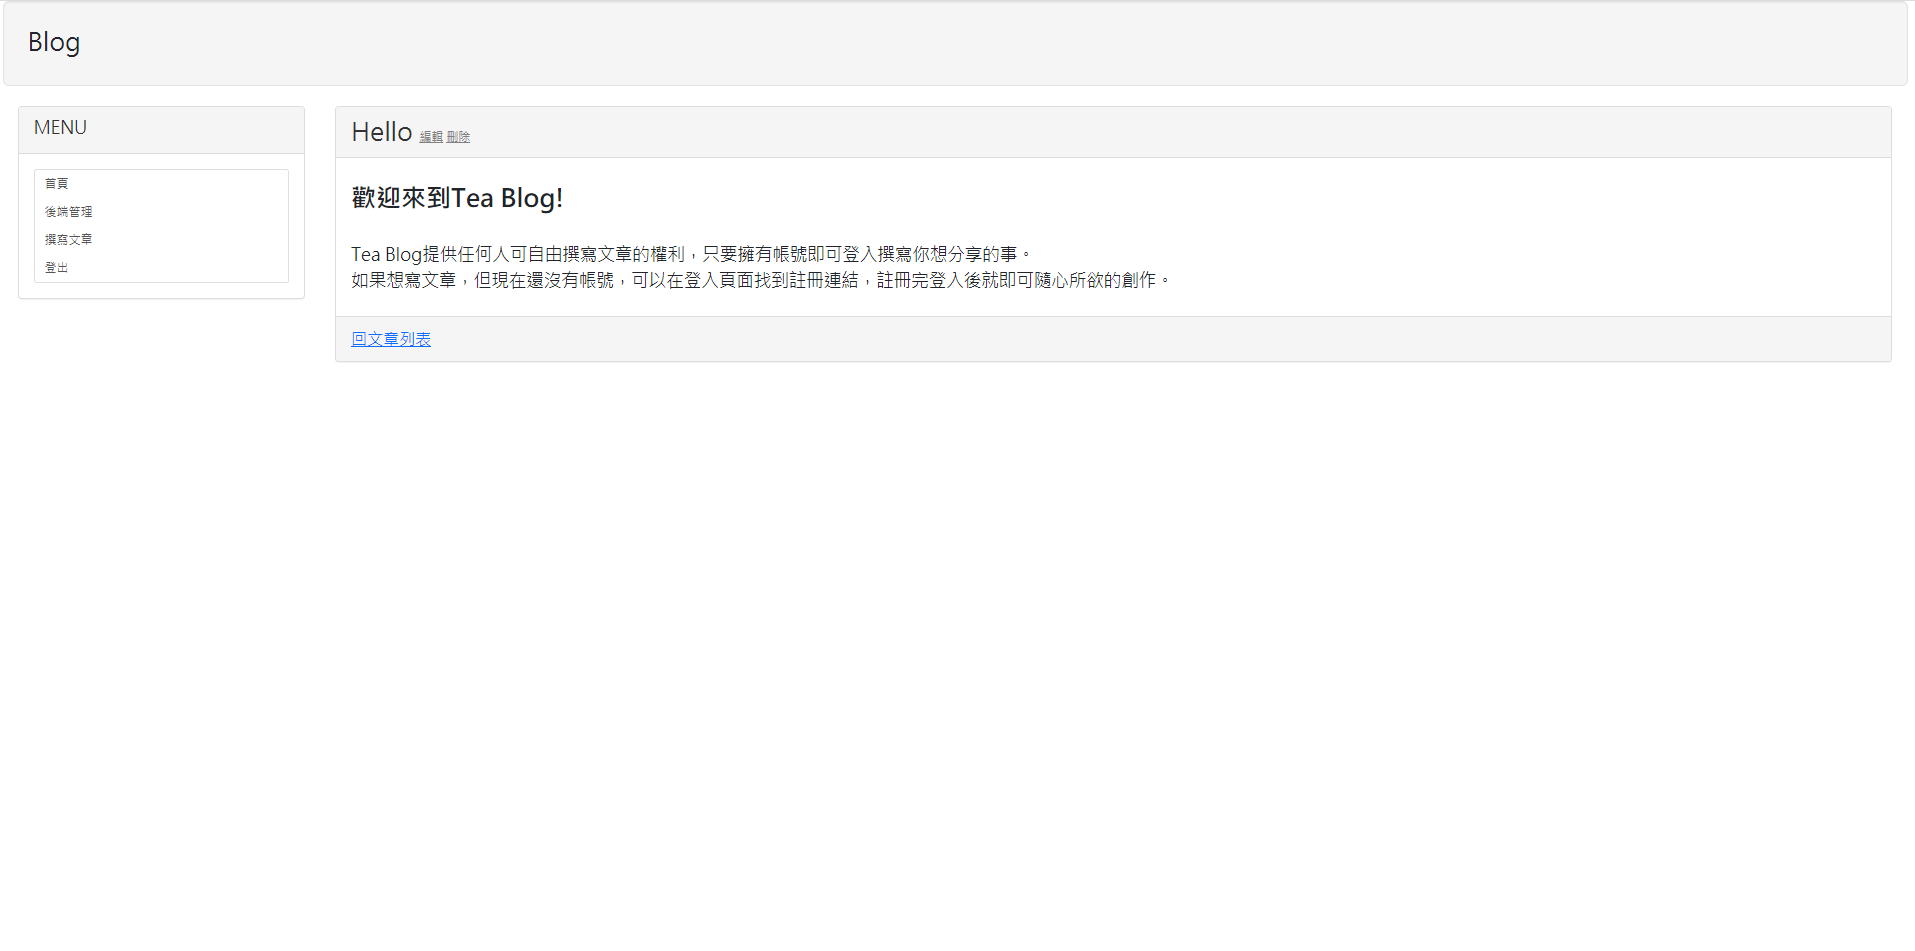 Blog
MENU
首頁
後端管理
撰寫文章
登出
Hello 編輯 刪除
歡迎來到Tea Blog!
Tea Blog提供任何人可自由撰寫文章的權利，只要擁有帳號即可登入撰寫你想分享的事。
如果想寫文章，但現在還沒有帳號，可以在登入頁面找到註冊連結，註冊完登入後就即可隨心所欲的創作。
回文章列表